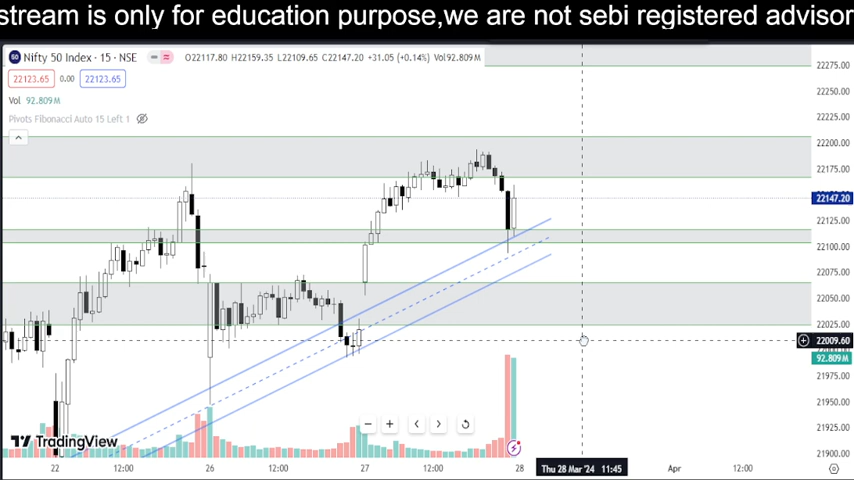 stream is only for education purpose,we are not sebi registered advisor
Nifty 50 Index · 15 · NSE
O22117.80 H22159.35 L22109.65 C22147.20 +31.05 (+0.14%) Vol92.809M
22123.65 0.00 22123.65
Vol 92.809M
Pivots Fibonacci Auto 15 Left 1
22275.00
22250.00
22225.00
22200.00
22175.00
22147.20
22125.00
22100.00
22075.00
22050.00
22025.00
22009.60
92.809M
21975.00
21950.00
21925.00
21900.00
TradingView
22 12:00 26 12:00 27 12:00 28 Thu 28 Mar '24 11:45 Apr 12:00